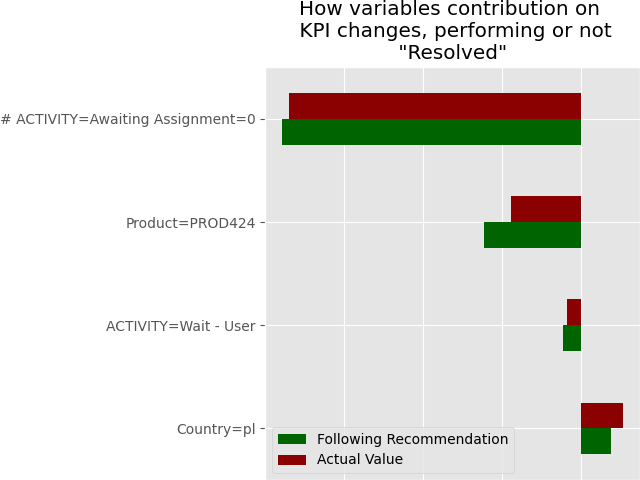 How variables contribution on
KPI changes, performing or not
"Resolved"
# ACTIVITY=Awaiting Assignment=0
Product=PROD424
ACTIVITY=Wait - User
Country=pl
Following Recommendation
Actual Value